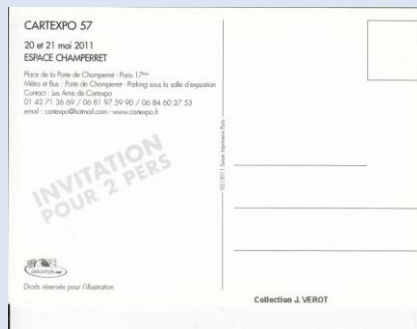 CARTEXPO 57
20 et 21 mai 2011
ESPACE CHAMPERRET
Place de la Porte de Champerret - Paris 17ème
Métro et Bus : Porte de Champerret - Parking sous la salle d'exposition
Contact : Les Amis de Cartexpo
01 42 71 36 69 / 06 81 97 59 90 / 06 84 60 37 53
email : cartexpo@hotmail.com - www.cartexpo.fr
INVITATION
POUR 2 PERS
Droits réservés pour l'illustration
Collection J. VEROT